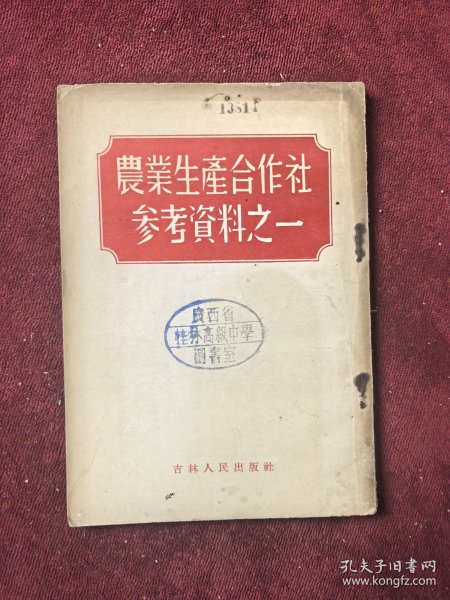 13814
農業生產合作社
参考資料之一
廣西省
桂林高級中學
圖書室
吉林人民出版社
孔夫子旧书网
www.kongfz.com